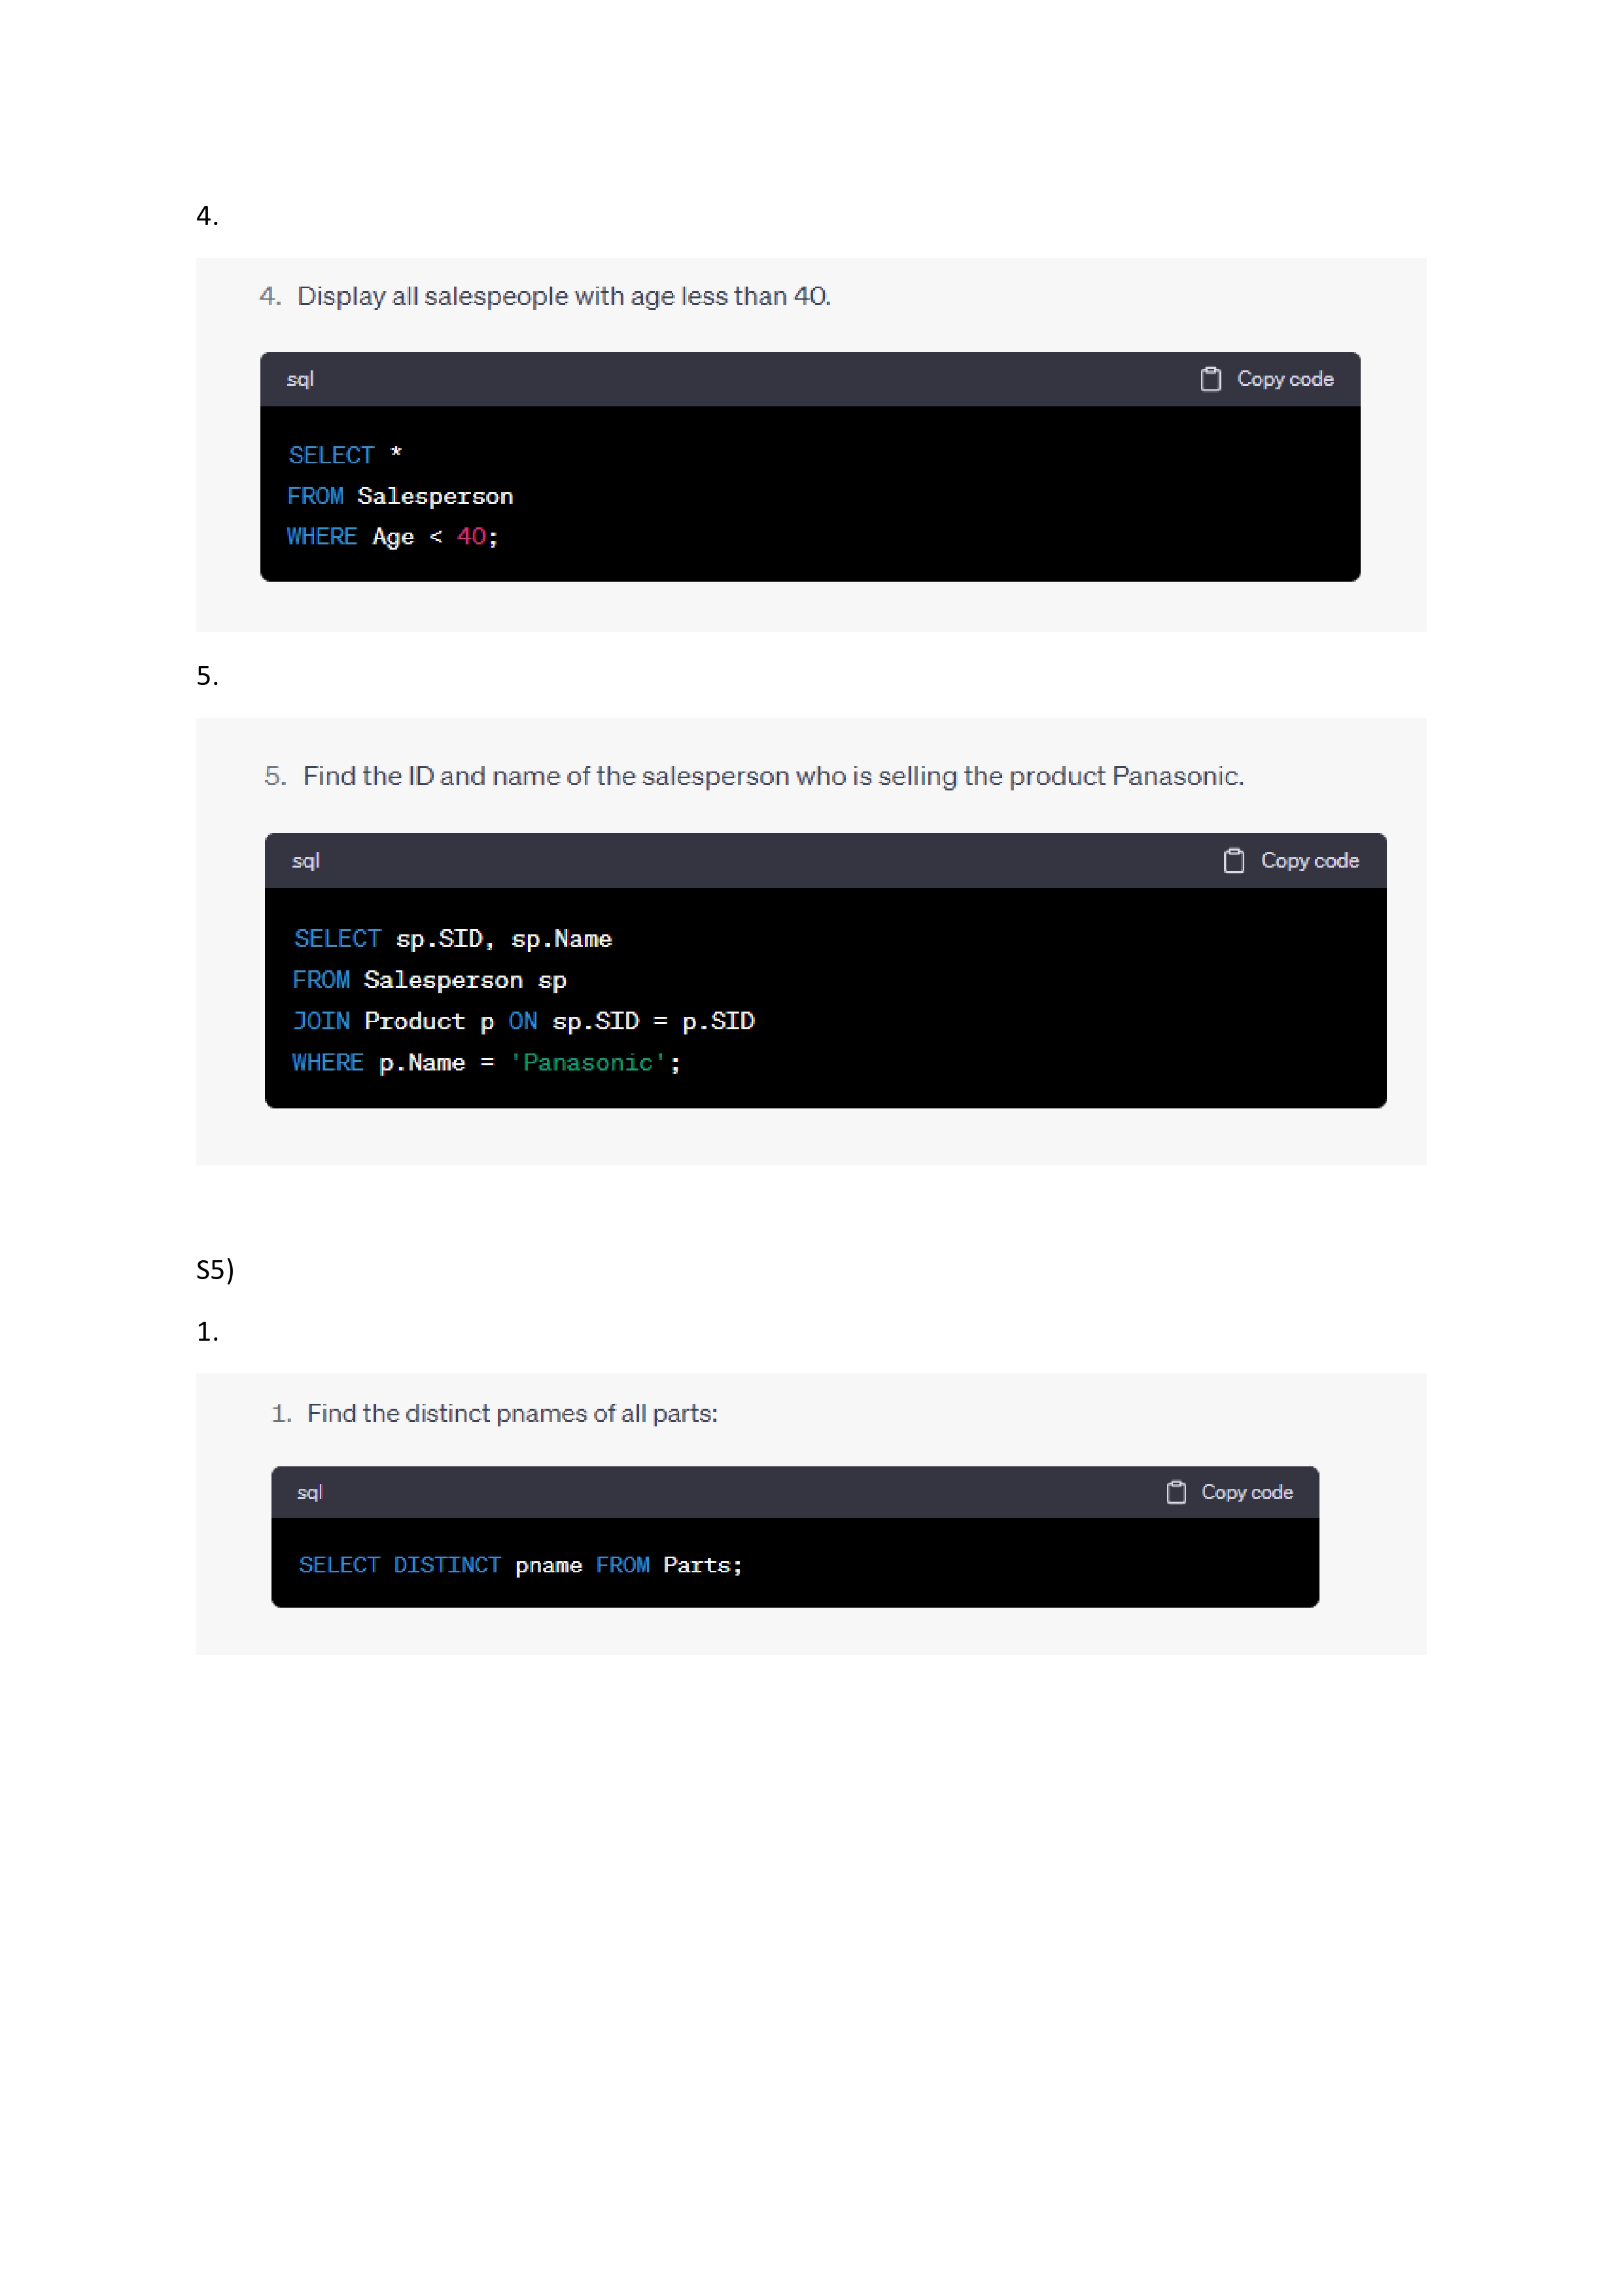 4.
4. Display all salespeople with age less than 40.
sql Copy code
SELECT *
FROM Salesperson
WHERE Age < 40;
5.
5. Find the ID and name of the salesperson who is selling the product Panasonic.
sql Copy code
SELECT sp.SID, sp.Name
FROM Salesperson sp
JOIN Product p ON sp.SID = p.SID
WHERE p.Name = 'Panasonic';
S5)
1.
1. Find the distinct pnames of all parts:
sql Copy code
SELECT DISTINCT pname FROM Parts;